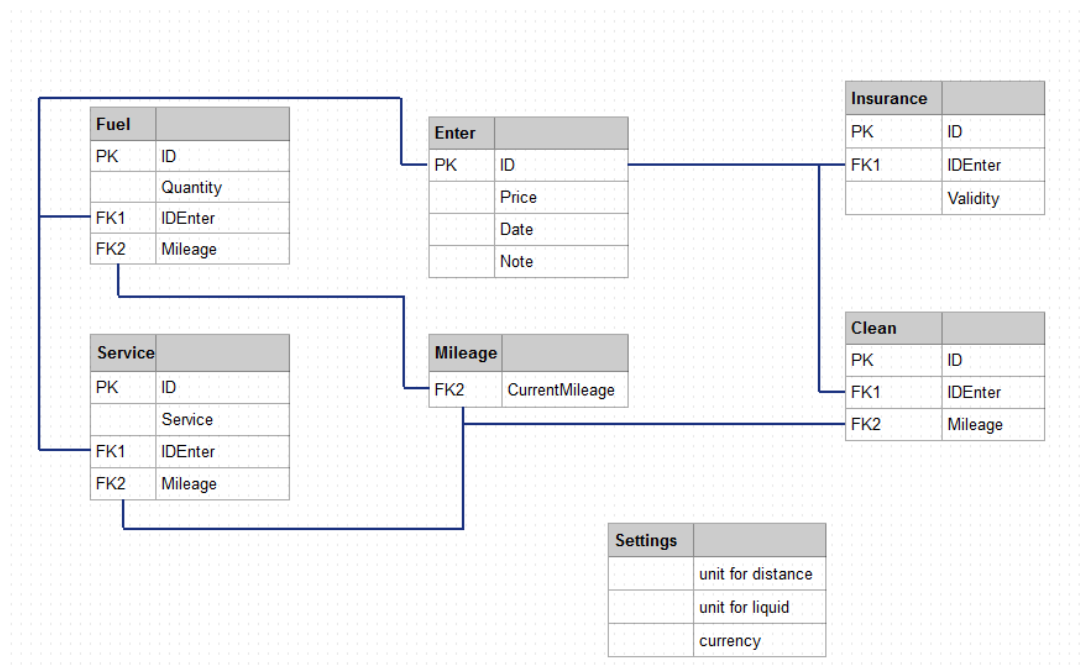 Fuel
PK ID
Quantity
FK1 IDEnter
FK2 Mileage
Enter
PK ID
Price
Date
Note
Insurance
PK ID
FK1 IDEnter
Validity
Service
PK ID
Service
FK1 IDEnter
FK2 Mileage
Mileage
FK2 CurrentMileage
Clean
PK ID
FK1 IDEnter
FK2 Mileage
Settings
unit for distance
unit for liquid
currency